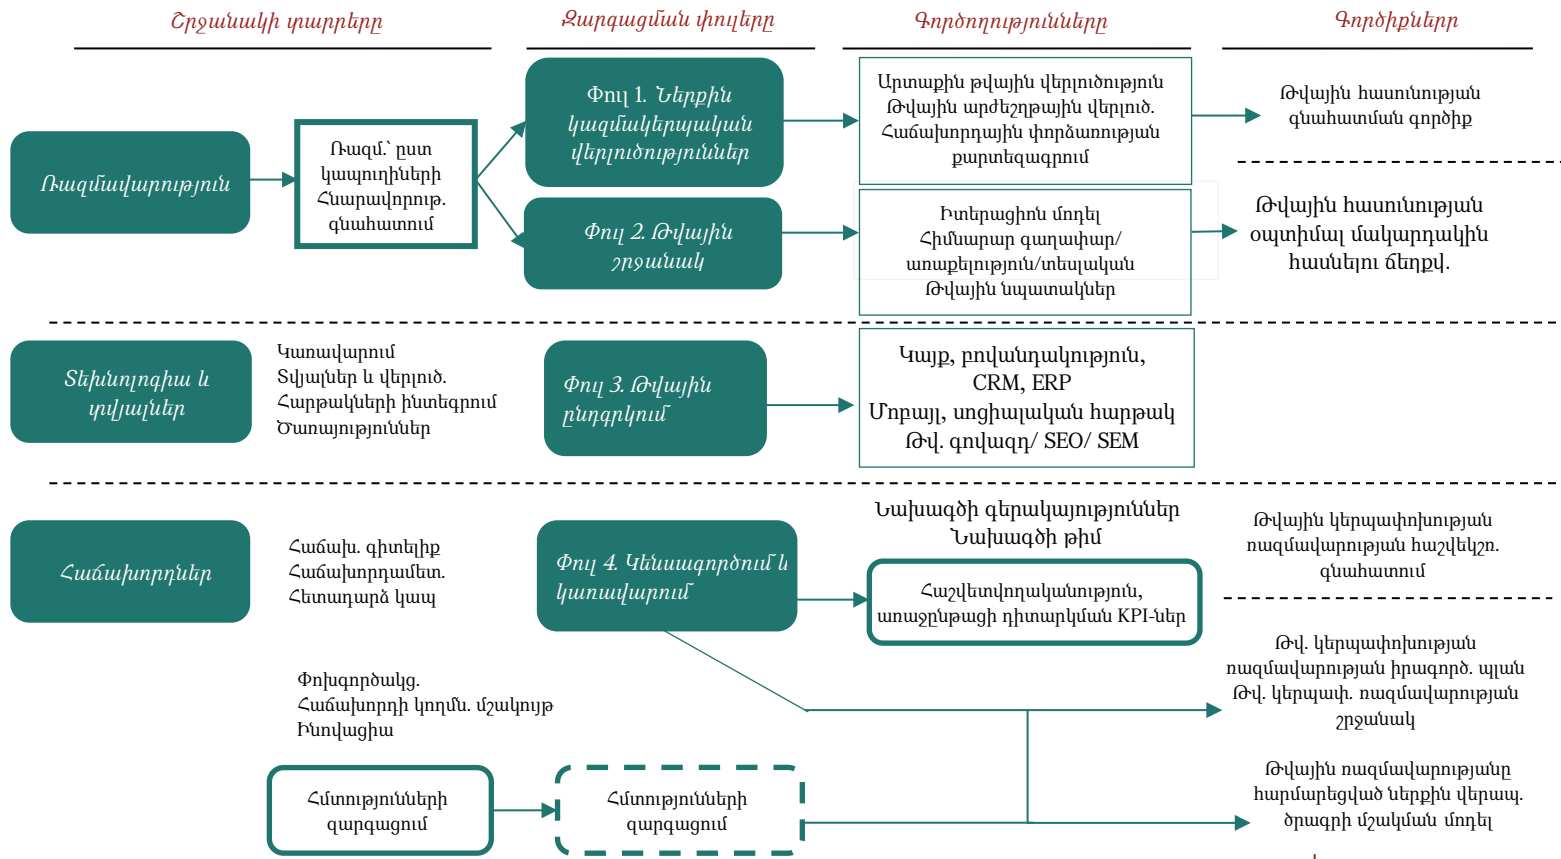 Շրջանակի տարրերը
Զարգացման փուլերը
Գործողությունները
Գործիքները
Ռազմավարություն
Ռազմ.՝ ըստ
կապուղիների
Հնարավորութ.
գնահատում
Փուլ 1. Ներքին
կազմակերպական
վերլուծություններ
Արտաքին թվային վերլուծություն
Թվային արժեշղթային վերլուծ.
Հաճախորդային փորձառության
քարտեզագրում
Թվային հասունության
գնահատման գործիք
Փուլ 2. Թվային
շրջանակ
Իտերացիոն մոդել
Հիմնարար գաղափար/
առաքելություն/տեսլական
Թվային նպատակներ
Թվային հասունության
օպտիմալ մակարդակին
հասնելու ճեղքվ.
Տեխնոլոգիա և
տվյալներ
Կառավարում
Տվյալներ և վերլուծ.
Հարթակների ինտեգրում
Ծառայություններ
Փուլ 3. Թվային
ընդգրկում
Կայք, բովանդակություն,
CRM, ERP
Մոբայլ, սոցիալական հարթակ
Թվ. գովազդ/ SEO/ SEM
Հաճախորդներ
Հաճախ. գիտելիք
Հաճախորդամետ.
Հետադարձ կապ
Փուլ 4. Կենսագործում և
կառավարում
Նախագծի գերակայություններ
Նախագծի թիմ
Հաշվետվողականություն,
առաջընթացի դիտարկման KPI-ներ
Թվային կերպափոխության
ռազմավարության հաշվեկշռ.
գնահատում
Փոխգործակց.
Հաճախորդի կողմն. մշակույթ
Ինովացիա
Թվ. կերպափոխության
ռազմավարության իրագործ. պլան
Թվ. կերպափ. ռազմավարության
շրջանակ
Հմտությունների
զարգացում
Հմտությունների
զարգացում
Թվային ռազմավարությանը
հարմարեցված ներքին վերապ.
ծրագրի մշակման մոդել